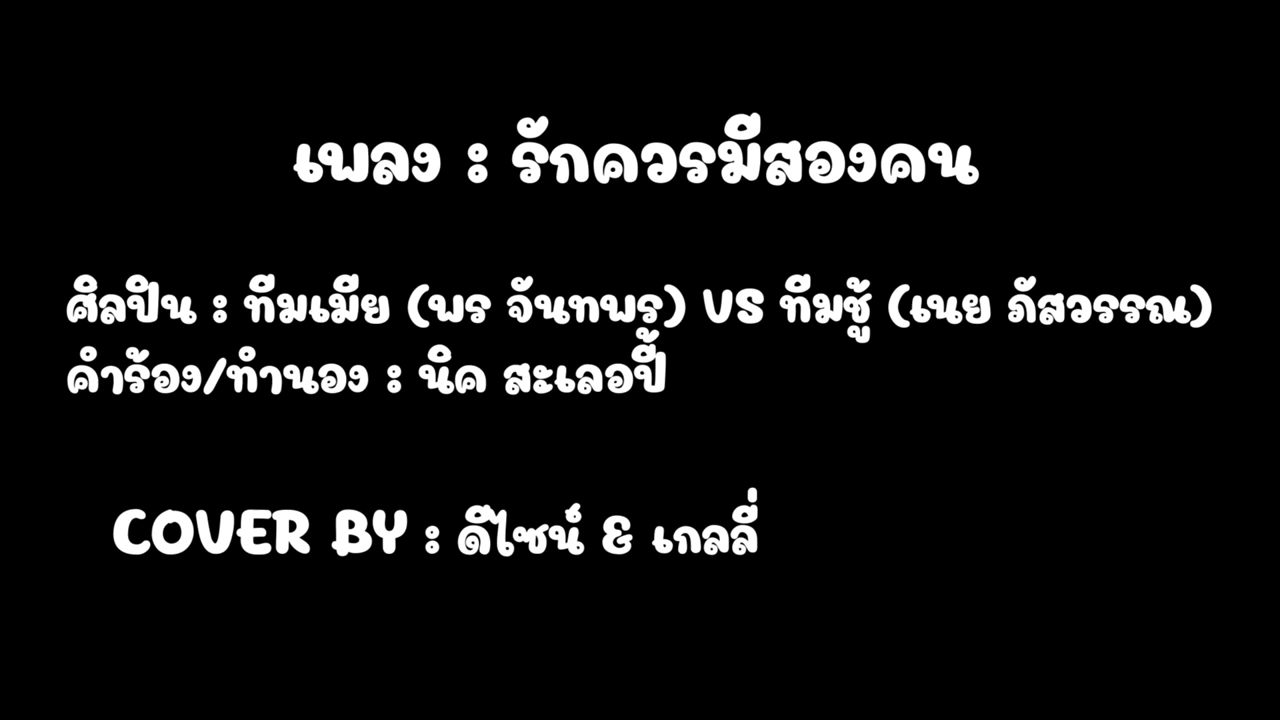 เพลง : รักควรมีสองคน
ศิลปิน : ทีมเมีย (พร จันทพร) VS ทีมชู้ (เนย ภัสวรรณ)
คำร้อง/ทำนอง : นิค สะเลอปี้
COVER BY : ดีไซน์ & เกลลี่